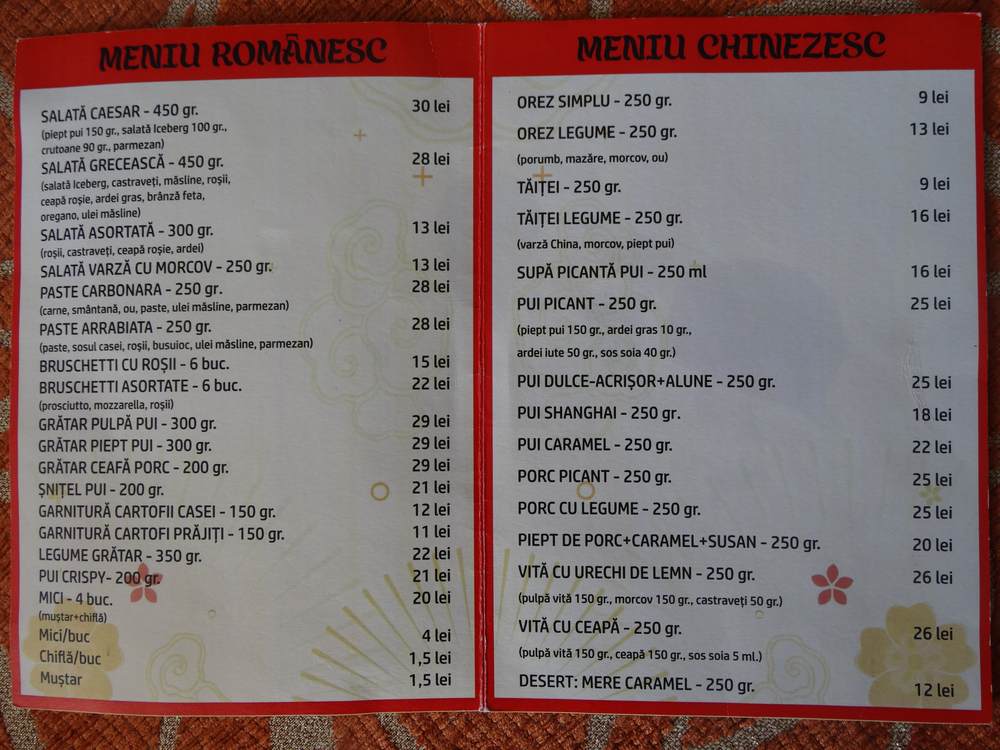 MENIU ROMÂNESC
SALATĂ CAESAR - 450 gr. 30 lei
(piept pui 150 gr., salată Iceberg 100 gr.,
crutoane 90 gr., parmezan)
SALATĂ GRECEASCĂ - 450 gr. 28 lei
(salată Iceberg, castraveți, măsline, roșii,
ceapă roșie, ardei gras, brânză feta,
oregano, ulei măsline)
SALATĂ ASORTATĂ - 300 gr. 13 lei
(roșii, castraveți, ceapă roșie, ardei)
SALATĂ VARZĂ CU MORCOV - 250 gr. 13 lei
PASTE CARBONARA - 250 gr. 28 lei
(carne, smântană, ou, paste, ulei măsline, parmezan)
PASTE ARRABIATA - 250 gr. 28 lei
(paste, sosul casei, roșii, busuioc, ulei măsline, parmezan)
BRUSCHETTI CU ROȘII - 6 buc. 15 lei
BRUSCHETTI ASORTATE - 6 buc. 22 lei
(prosciutto, mozzarella, roșii)
GRĂTAR PULPĂ PUI - 300 gr. 29 lei
GRĂTAR PIEPT PUI - 300 gr. 29 lei
GRĂTAR CEAFĂ PORC - 200 gr. 29 lei
ȘNIȚEL PUI - 200 gr. 21 lei
GARNITURĂ CARTOFII CASEI - 150 gr. 12 lei
GARNITURĂ CARTOFI PRĂJIȚI - 150 gr. 11 lei
LEGUME GRĂTAR - 350 gr. 22 lei
PUI CRISPY- 200 gr. 21 lei
MICI - 4 buc. 20 lei
(muștar+chiflă)
Mici/buc 4 lei
Chiflă/buc 1,5 lei
Muștar 1,5 lei
MENIU CHINEZESC
OREZ SIMPLU - 250 gr. 9 lei
OREZ LEGUME - 250 gr. 13 lei
(porumb, mazăre, morcov, ou)
TĂIȚEI - 250 gr. 9 lei
TĂIȚEI LEGUME - 250 gr. 16 lei
(varză China, morcov, piept pui)
SUPĂ PICANTĂ PUI - 250 ml 16 lei
PUI PICANT - 250 gr. 25 lei
(piept pui 150 gr., ardei gras 10 gr.,
ardei iute 50 gr., sos soia 40 gr.)
PUI DULCE-ACRIȘOR+ALUNE - 250 gr. 25 lei
PUI SHANGHAI - 250 gr. 18 lei
PUI CARAMEL - 250 gr. 22 lei
PORC PICANT - 250 gr. 25 lei
PORC CU LEGUME - 250 gr. 25 lei
PIEPT DE PORC+CARAMEL+SUSAN - 250 gr. 20 lei
VITĂ CU URECHI DE LEMN - 250 gr. 26 lei
(pulpă vită 150 gr., morcov 150 gr., castraveți 50 gr.)
VITĂ CU CEAPĂ - 250 gr. 26 lei
(pulpă vită 150 gr., ceapă 150 gr., sos soia 5 ml.)
DESERT: MERE CARAMEL - 250 gr. 12 lei